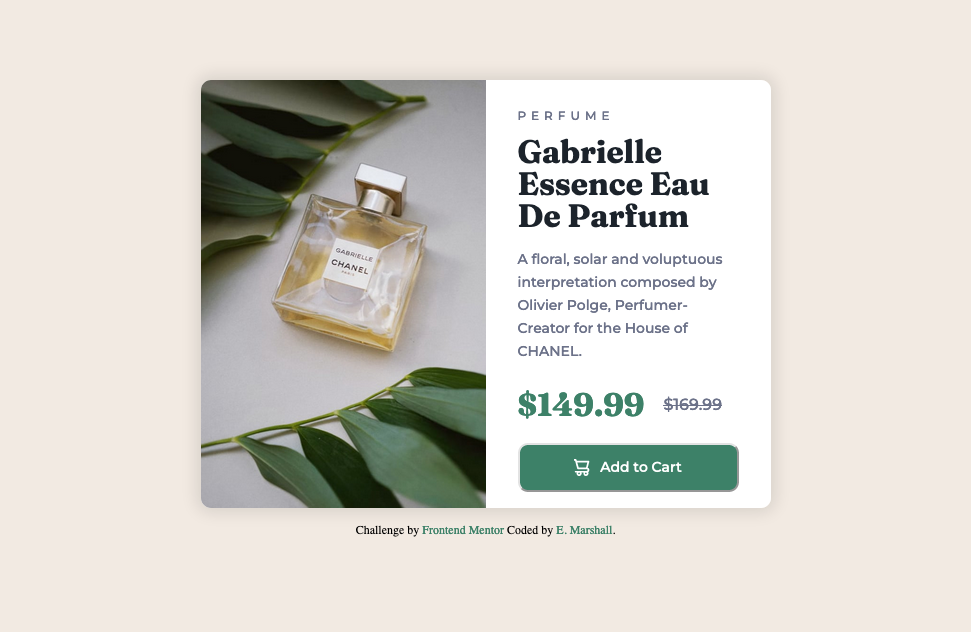 GABRIELLE
CHANEL
PARIS
PERFUME
Gabrielle
Essence Eau
De Parfum
A floral, solar and voluptuous
interpretation composed by
Olivier Polge, Perfumer-
Creator for the House of
CHANEL.
$149.99 $169.99
Add to Cart
Challenge by Frontend Mentor Coded by E. Marshall.